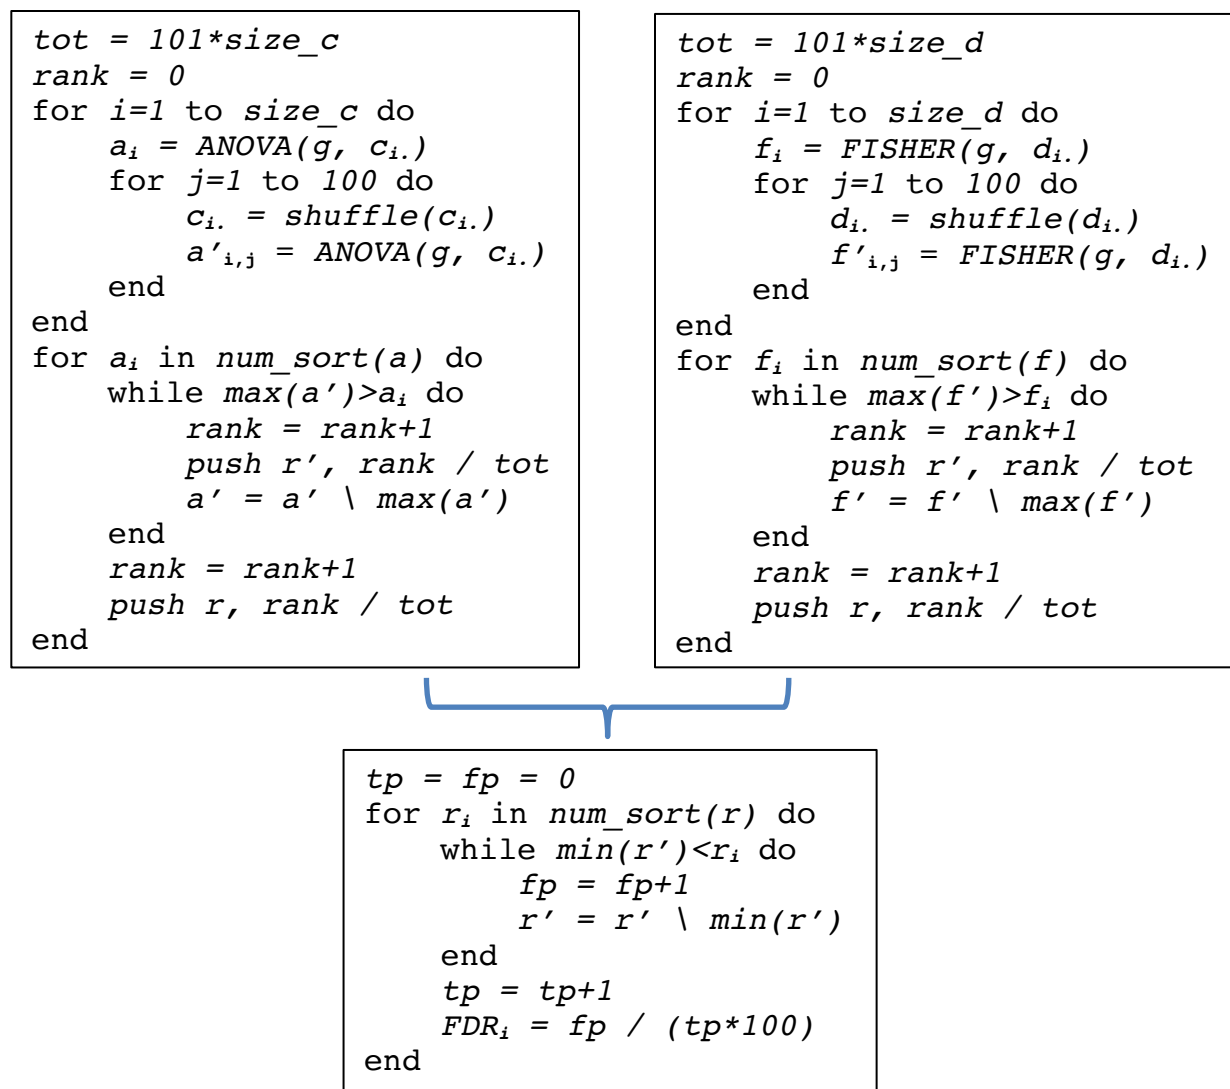 tot = 101*size_c
rank = 0
for i=1 to size_c do
a_i = ANOVA(g, c_i.)
for j=1 to 100 do
c_i. = shuffle(c_i.)
a'_i,j = ANOVA(g, c_i.)
end
end
for a_i in num_sort(a) do
while max(a')>a_i do
rank = rank+1
push r', rank / tot
a' = a' \ max(a')
end
rank = rank+1
push r, rank / tot
end
tot = 101*size_d
rank = 0
for i=1 to size_d do
f_i = FISHER(g, d_i.)
for j=1 to 100 do
d_i. = shuffle(d_i.)
f'_i,j = FISHER(g, d_i.)
end
end
for f_i in num_sort(f) do
while max(f')>f_i do
rank = rank+1
push r', rank / tot
f' = f' \ max(f')
end
rank = rank+1
push r, rank / tot
end
tp = fp = 0
for r_i in num_sort(r) do
while min(r')<r_i do
fp = fp+1
r' = r' \ min(r')
end
tp = tp+1
FDR_i = fp / (tp*100)
end